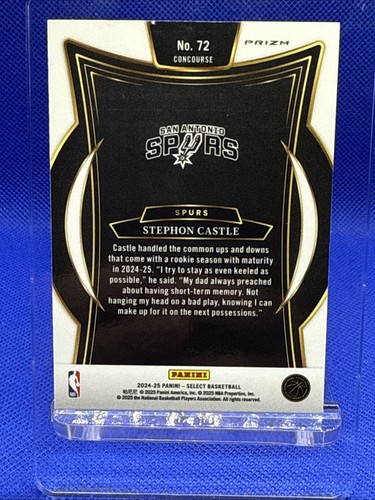 No. 72
CONCOURSE
PRIZM
SAN ANTONIO
SPURS
SPURS
STEPHON CASTLE
Castle handled the common ups and downs
that come with a rookie season with maturity
in 2024-25. "I try to stay as even keeled as
possible," he said. "My dad always preached
about having short-term memory. Not
hanging my head on a bad play, knowing I can
make up for it on the next possessions."
PANINI
2024-25 PANINI – SELECT BASKETBALL
© 2025 Panini America, Inc. © 2025 NBA Properties, Inc.
© 2025 the National Basketball Players Association. All rights reserved.
NBA